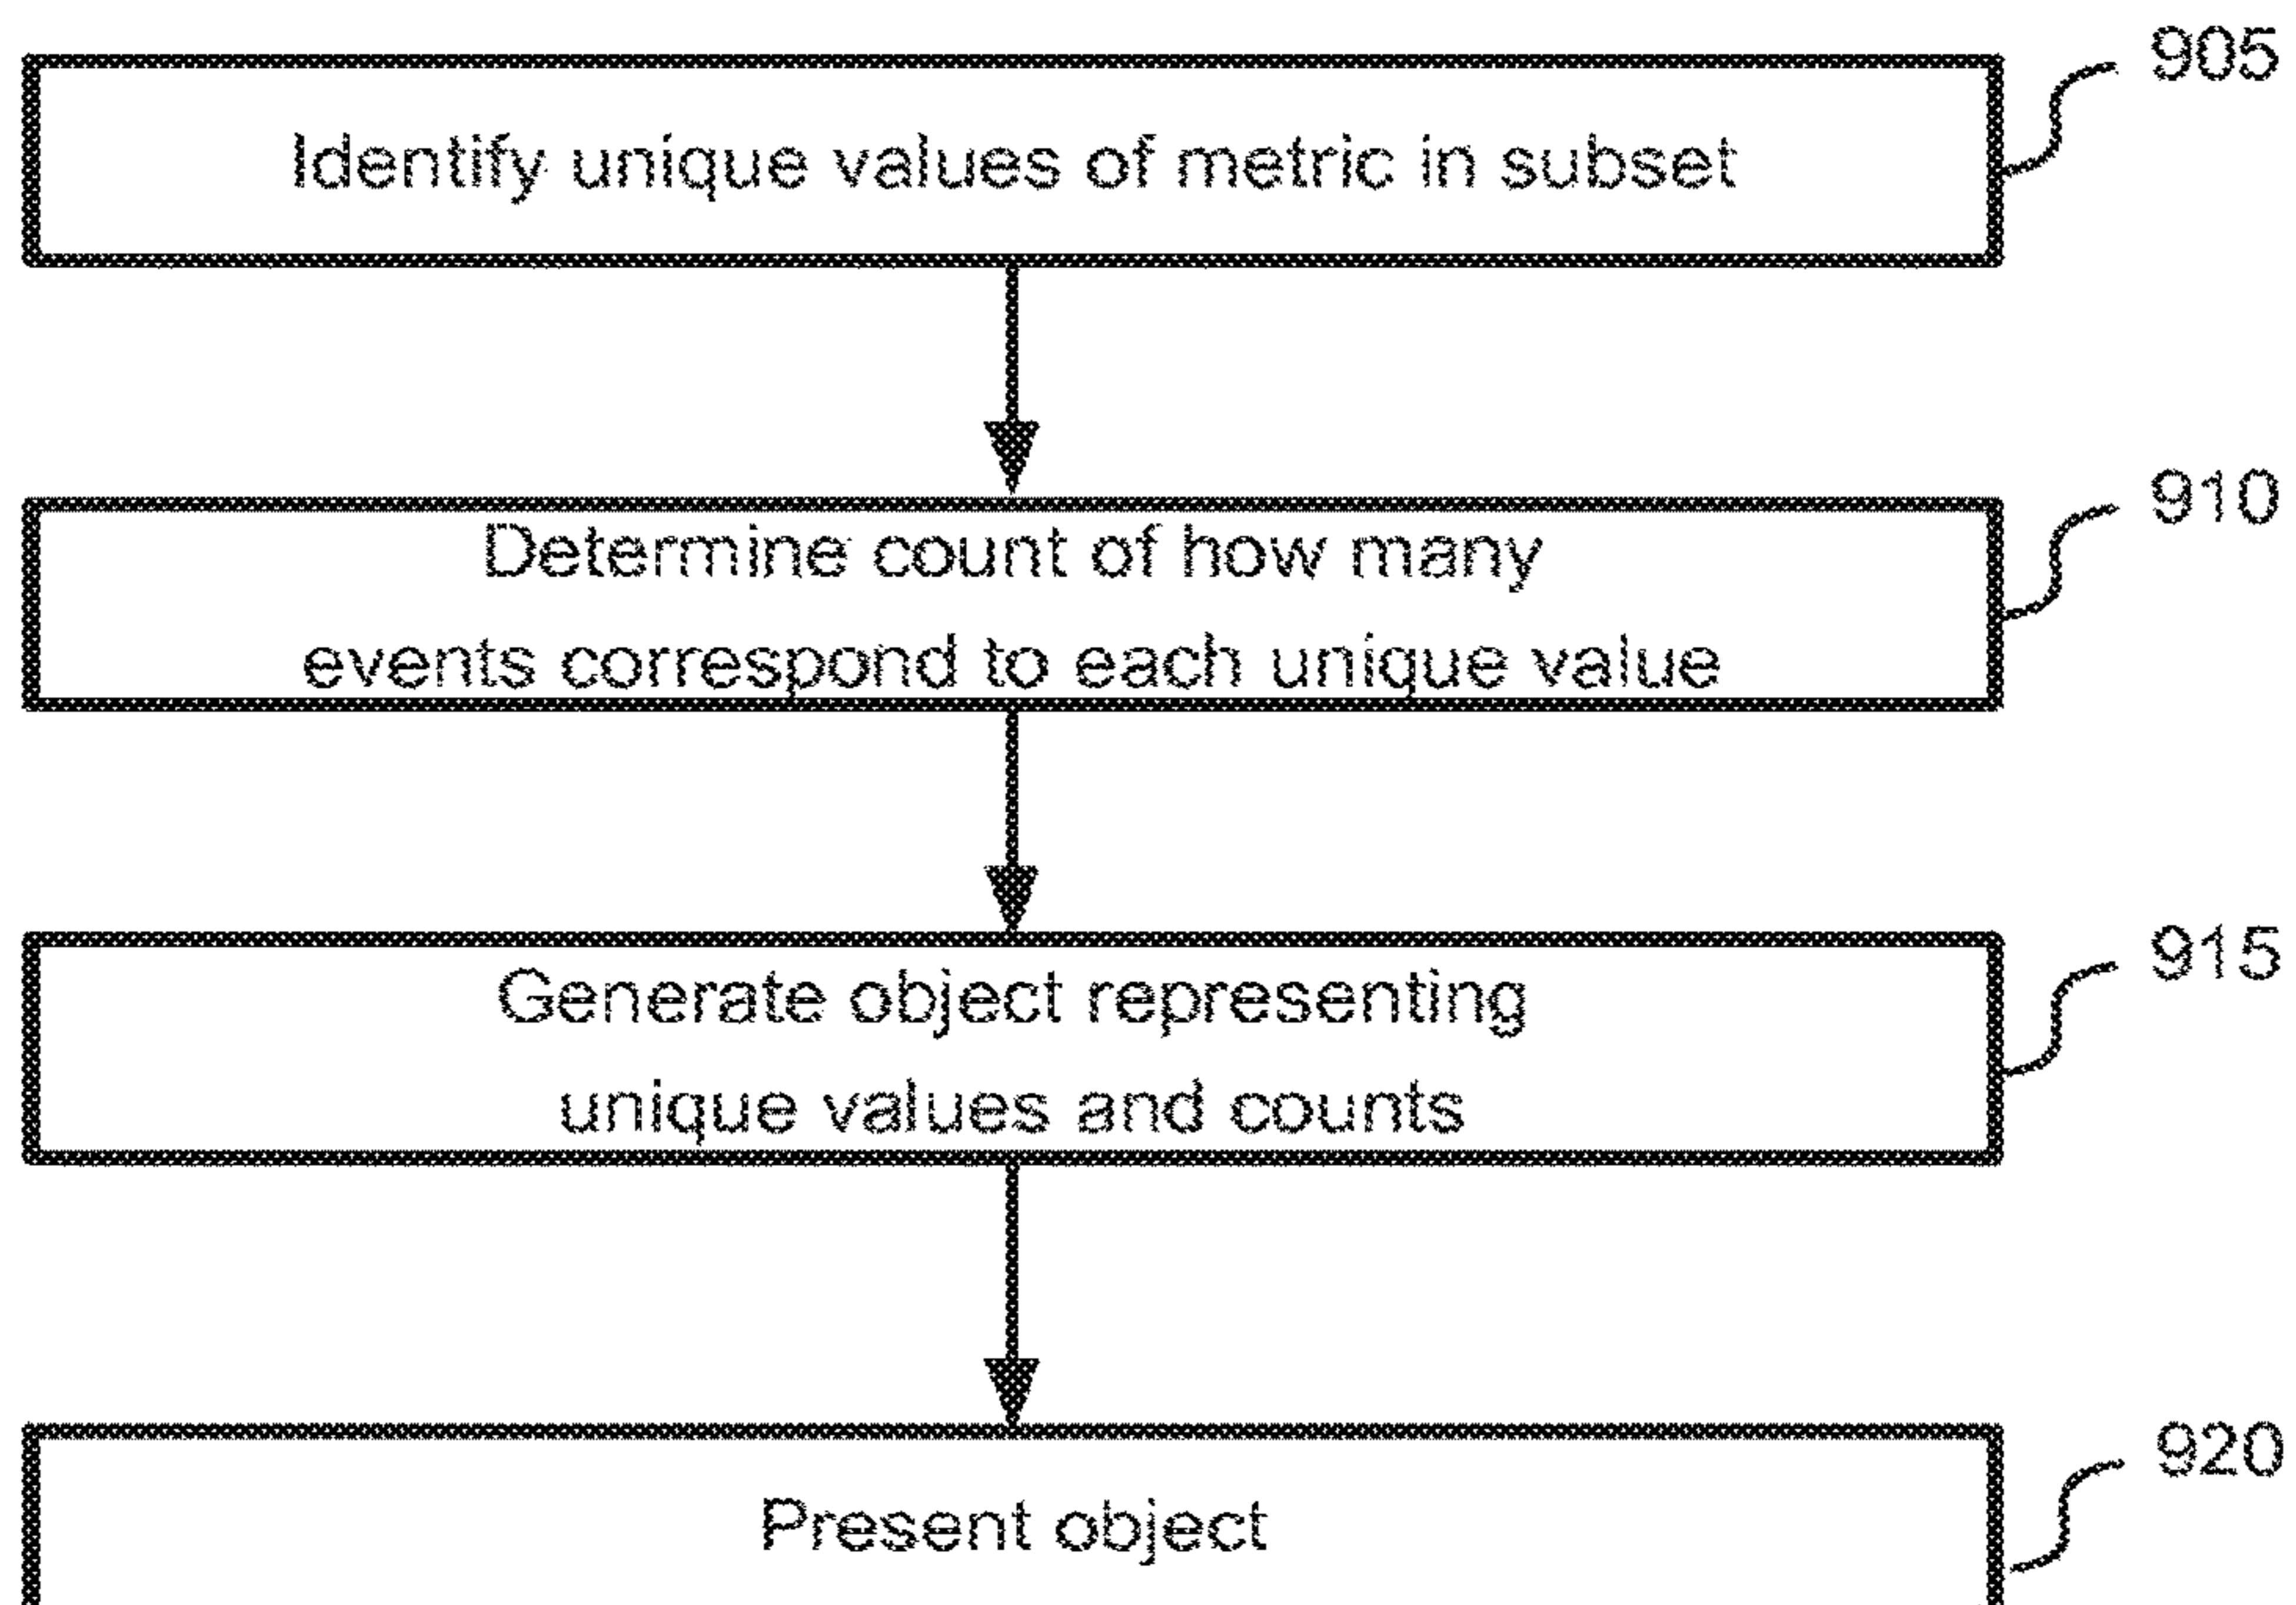 905
Identify unique values of metric in subset
910
Determine count of how many
events correspond to each unique value
915
Generate object representing
unique values and counts
920
Present object